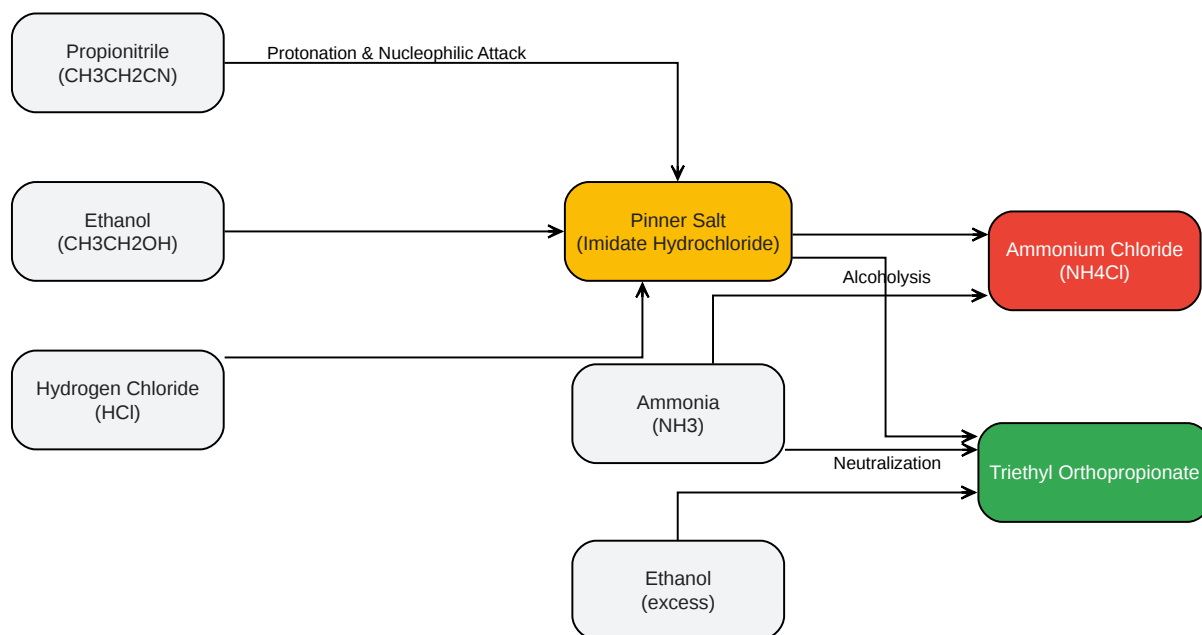 Propionitrile
(CH3CH2CN)
Protonation & Nucleophilic Attack
Ethanol
(CH3CH2OH)
Pinner Salt
(Imidate Hydrochloride)
Ammonium Chloride
(NH4Cl)
Alcoholysis
Hydrogen Chloride
(HCl)
Ammonia
(NH3)
Neutralization
Triethyl Orthopropionate
Ethanol
(excess)